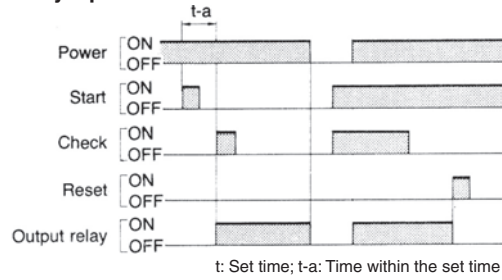 t-a
Power ON
OFF
Start ON
OFF
Check ON
OFF
Reset ON
OFF
Output relay ON
OFF
t: Set time; t-a: Time within the set time